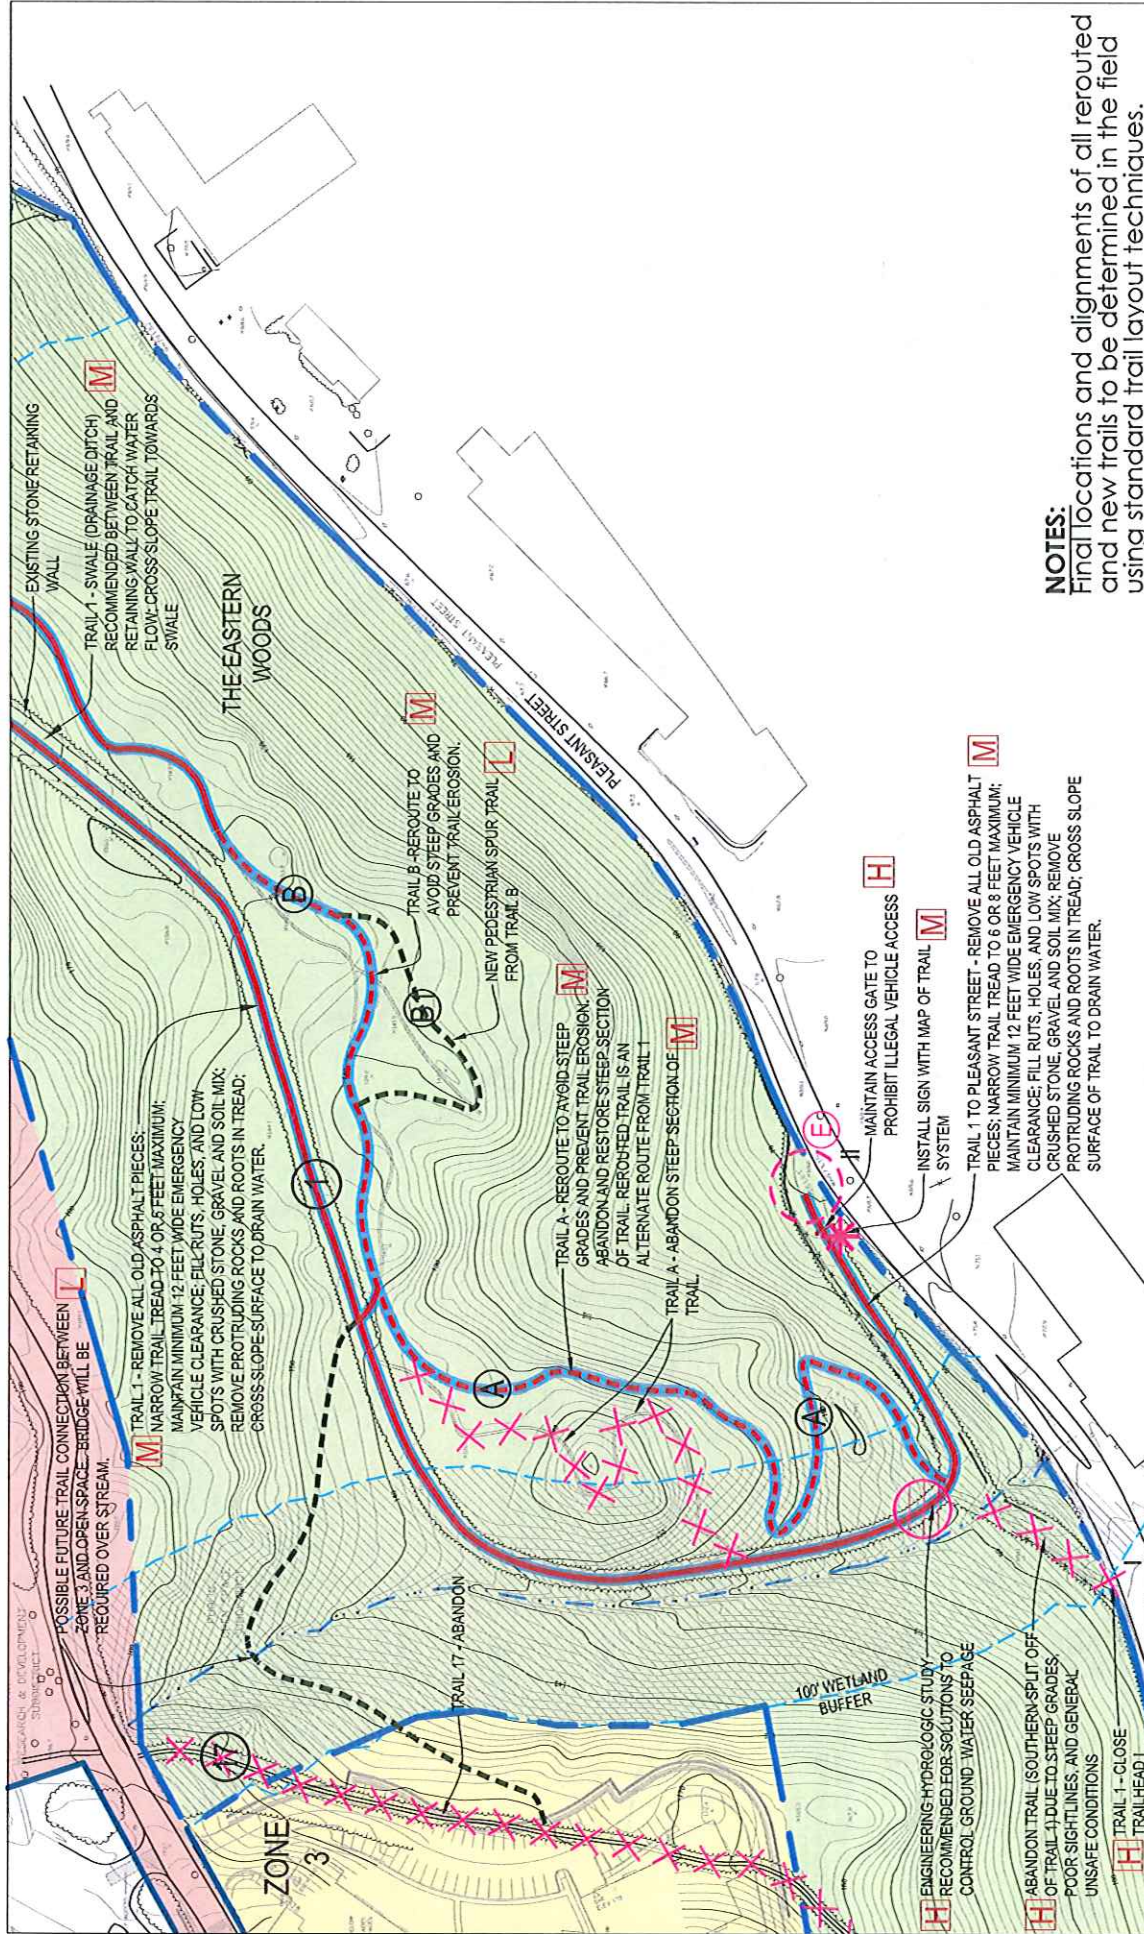 EXISTING STONE RETAINING
WALL
TRAIL 1 - SWALE (DRAINAGE DITCH)
RECOMMENDED BETWEEN TRAIL AND
RETAINING WALL TO CATCH WATER
FLOW; CROSS-SLOPE TRAIL TOWARDS
SWALE
M
THE EASTERN
WOODS
POSSIBLE FUTURE TRAIL CONNECTION BETWEEN
ZONE 3 AND OPEN SPACE. BRIDGE WILL BE
REQUIRED OVER STREAM.
L
M
TRAIL 1 - REMOVE ALL OLD ASPHALT PIECES;
NARROW TRAIL TREAD TO 4 OR 5 FEET MAXIMUM;
MAINTAIN MINIMUM 12 FEET WIDE EMERGENCY
VEHICLE CLEARANCE; FILL RUTS, HOLES, AND LOW
SPOTS WITH CRUSHED STONE, GRAVEL AND SOIL MIX;
REMOVE PROTRUDING ROCKS AND ROOTS IN TREAD;
CROSS-SLOPE SURFACE TO DRAIN WATER.
RESEARCH & DEVELOPMENT
SUBDISTRICT
B
TRAIL B - REROUTE TO
AVOID STEEP GRADES AND
PREVENT TRAIL EROSION.
M
NEW PEDESTRIAN SPUR TRAIL
FROM TRAIL B
L
B1
1
PLEASANT STREET
PLEASANT STREET
TRAIL A - REROUTE TO AVOID STEEP
GRADES AND PREVENT TRAIL EROSION.
ABANDON AND RESTORE STEEP SECTION
OF TRAIL. REROUTED TRAIL IS AN
ALTERNATE ROUTE FROM TRAIL 1
M
TRAIL A - ABANDON STEEP SECTION OF
TRAIL.
M
A
A
E
MAINTAIN ACCESS GATE TO
PROHIBIT ILLEGAL VEHICLE ACCESS
H
INSTALL SIGN WITH MAP OF TRAIL
SYSTEM
M
TRAIL 1 TO PLEASANT STREET - REMOVE ALL OLD ASPHALT
PIECES; NARROW TRAIL TREAD TO 6 OR 8 FEET MAXIMUM;
MAINTAIN MINIMUM 12 FEET WIDE EMERGENCY VEHICLE
CLEARANCE; FILL RUTS, HOLES, AND LOW SPOTS WITH
CRUSHED STONE, GRAVEL AND SOIL MIX; REMOVE
PROTRUDING ROCKS AND ROOTS IN TREAD; CROSS SLOPE
SURFACE OF TRAIL TO DRAIN WATER.
M
TRAIL 17 - ABANDON
17
ZONE
3
100' WETLAND
BUFFER
H
ENGINEERING HYDROLOGIC STUDY
RECOMMENDED FOR SOLUTIONS TO
CONTROL GROUND WATER SEEPAGE
H
ABANDON TRAIL (SOUTHERN SPLIT OFF
OF TRAIL 1) DUE TO STEEP GRADES,
POOR SIGHTLINES, AND GENERAL
UNSAFE CONDITIONS
H
TRAIL 1 - CLOSE
TRAILHEAD 1
NOTES:
Final locations and alignments of all rerouted
and new trails to be determined in the field
using standard trail layout techniques.